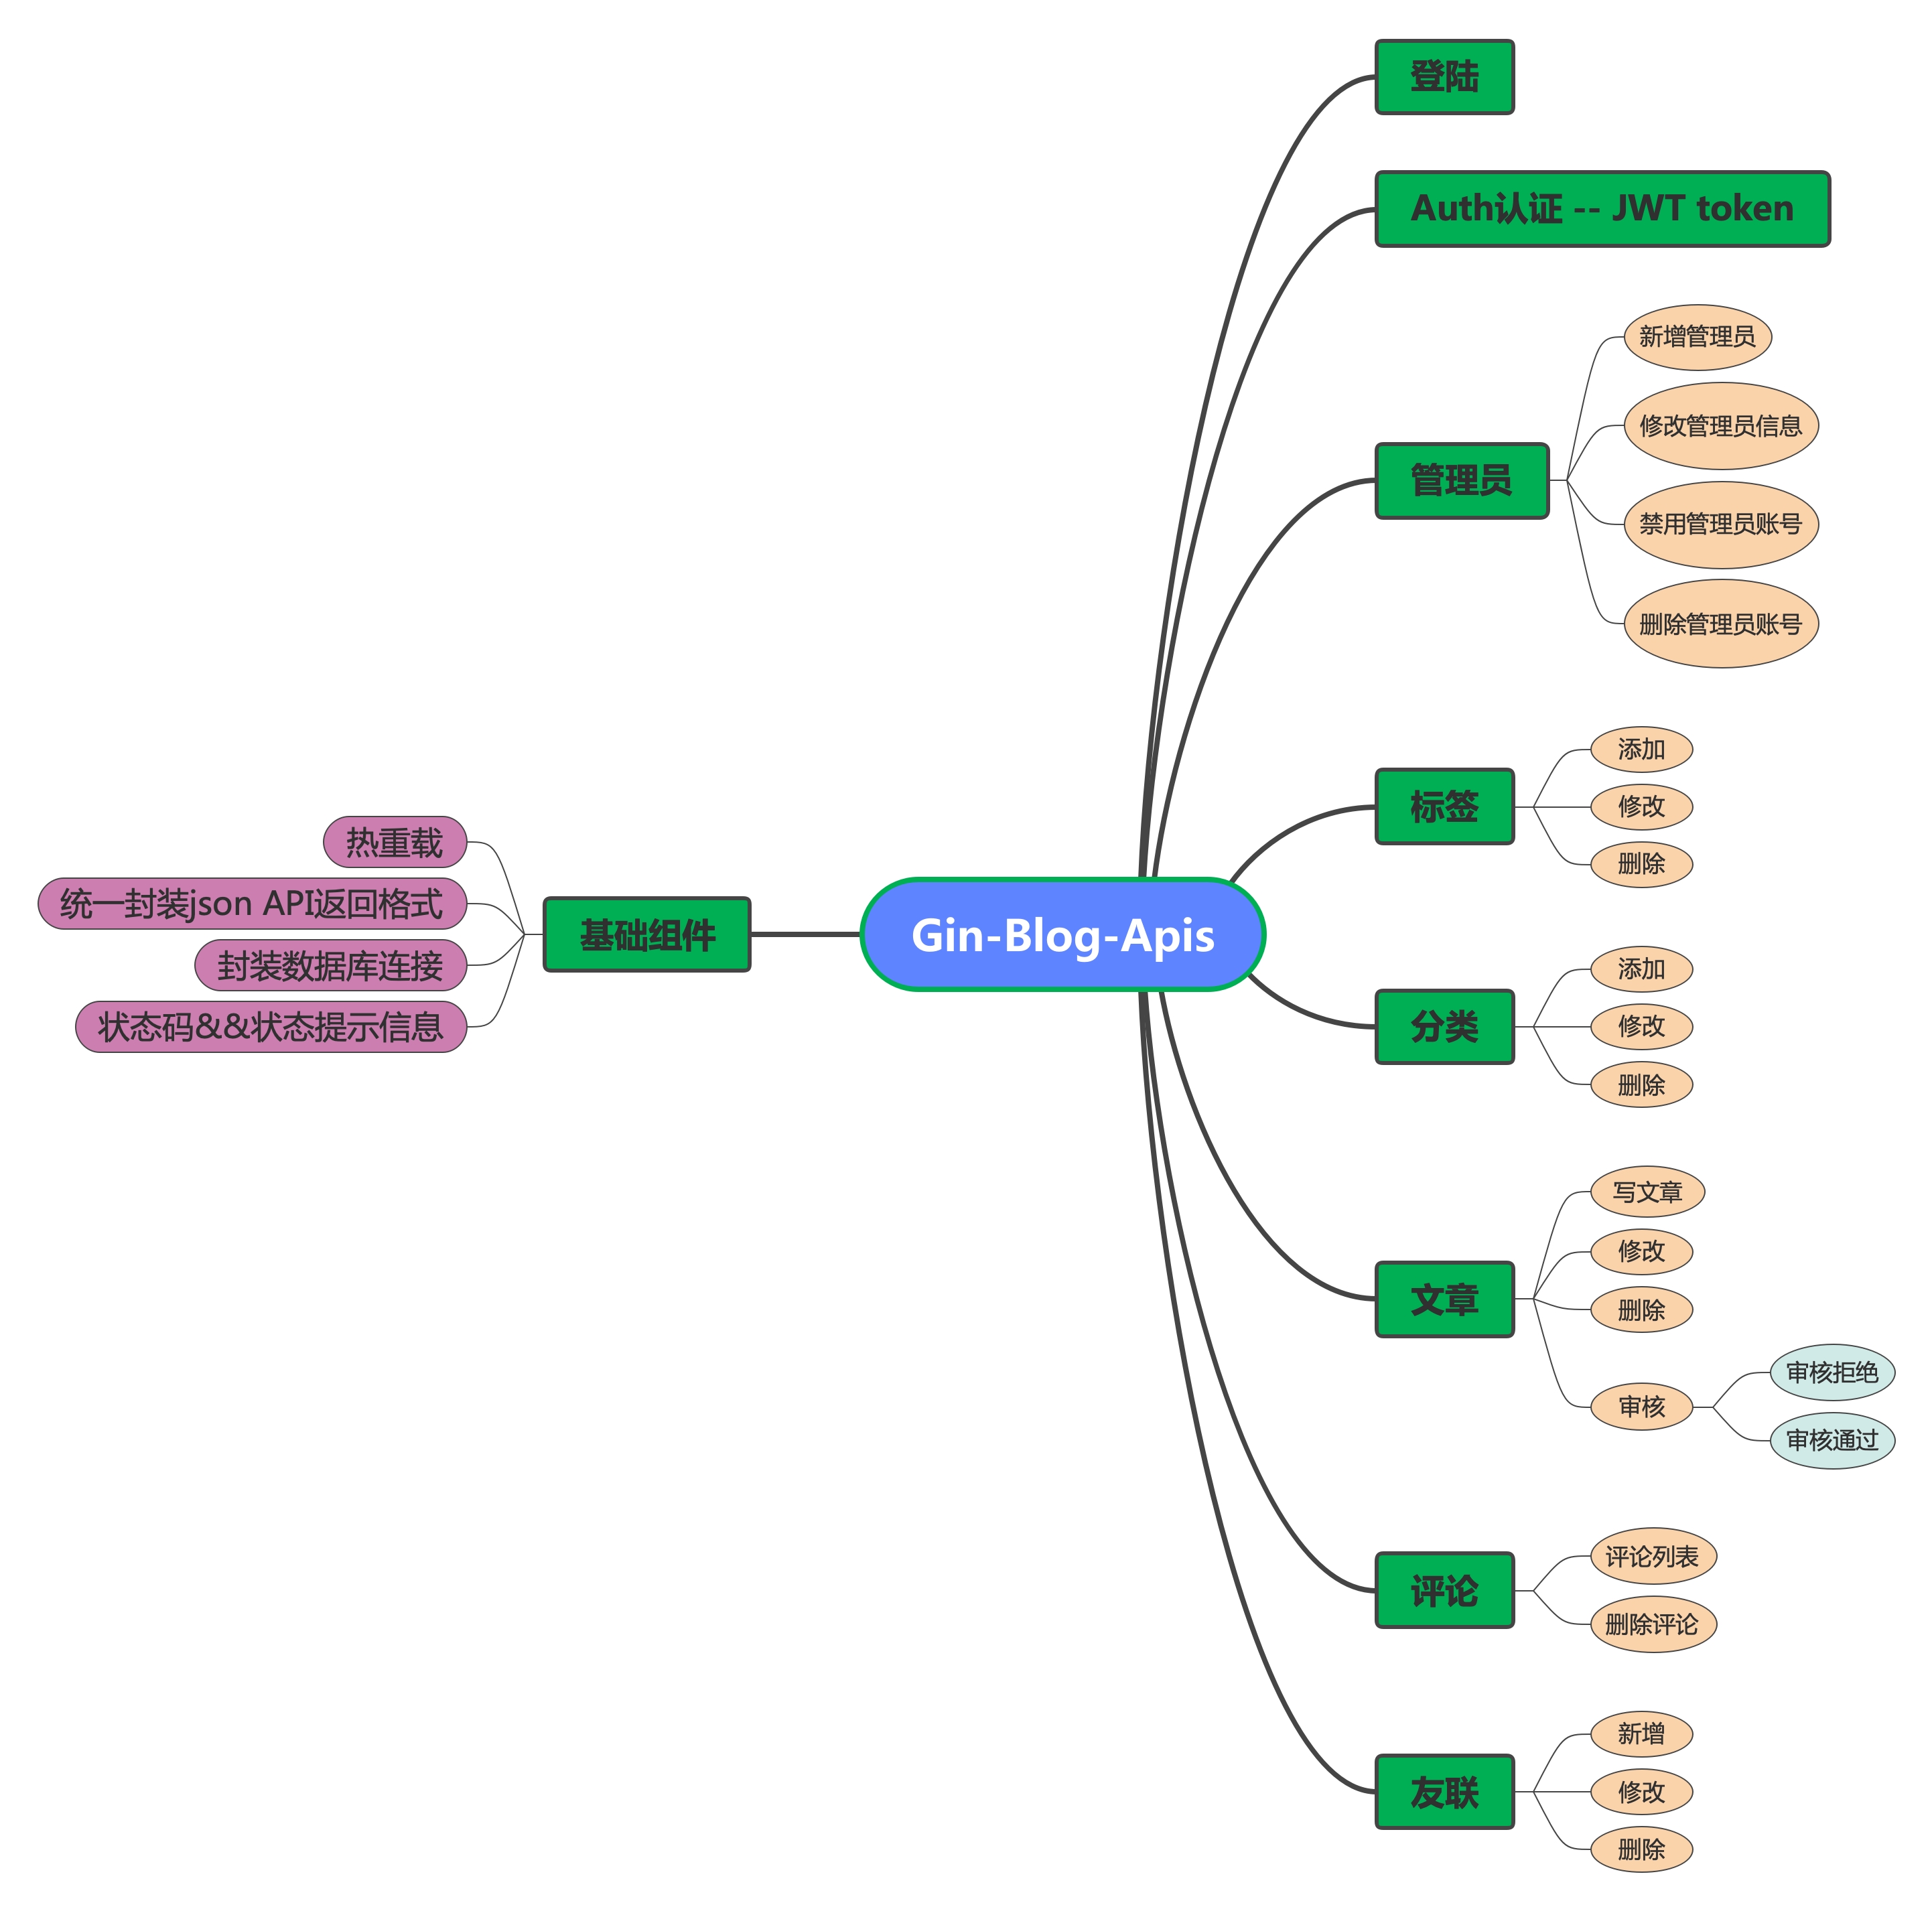 登陆
Auth认证 -- JWT token
管理员
新增管理员
修改管理员信息
禁用管理员账号
删除管理员账号
标签
添加
修改
删除
热重载
统一封装json API返回格式
封装数据库连接
状态码&&状态提示信息
基础组件
Gin-Blog-Apis
分类
添加
修改
删除
文章
写文章
修改
删除
审核
审核拒绝
审核通过
评论
评论列表
删除评论
友联
新增
修改
删除